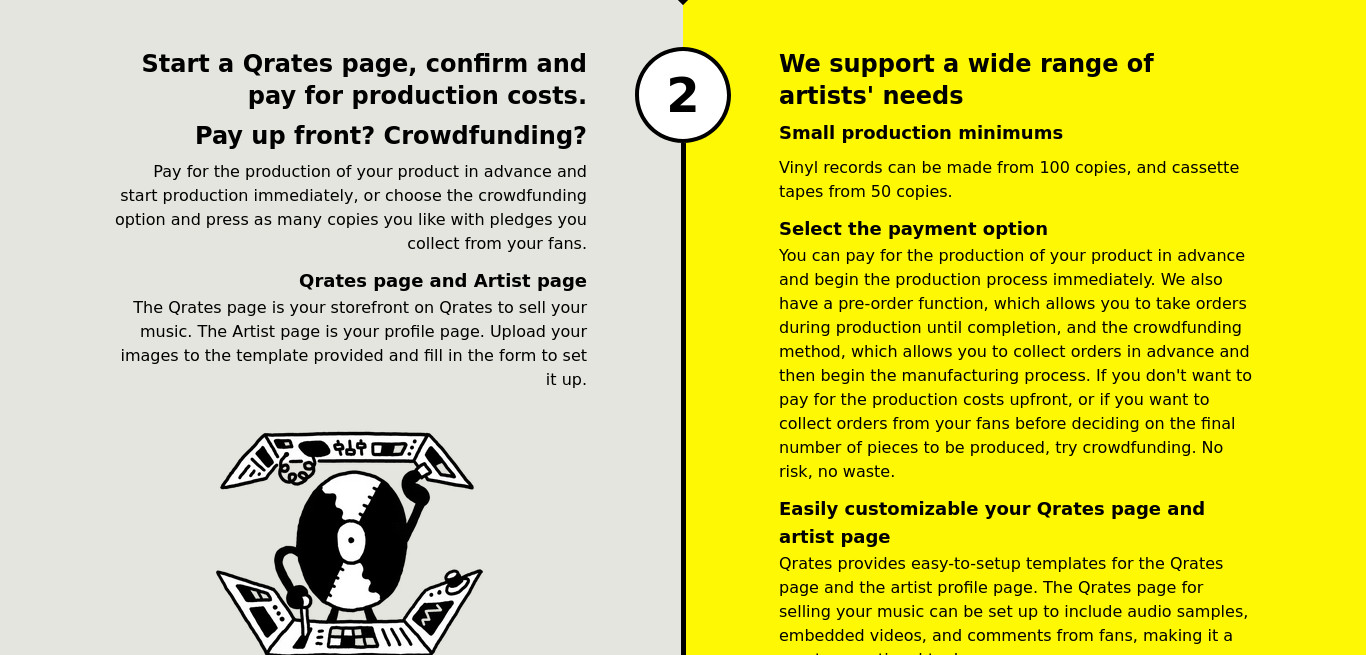 Start a Qrates page, confirm and
pay for production costs.
Pay up front? Crowdfunding?
Pay for the production of your product in advance and
start production immediately, or choose the crowdfunding
option and press as many copies you like with pledges you
collect from your fans.
Qrates page and Artist page
The Qrates page is your storefront on Qrates to sell your
music. The Artist page is your profile page. Upload your
images to the template provided and fill in the form to set
it up.
2
We support a wide range of
artists' needs
Small production minimums
Vinyl records can be made from 100 copies, and cassette
tapes from 50 copies.
Select the payment option
You can pay for the production of your product in advance
and begin the production process immediately. We also
have a pre-order function, which allows you to take orders
during production until completion, and the crowdfunding
method, which allows you to collect orders in advance and
then begin the manufacturing process. If you don't want to
pay for the production costs upfront, or if you want to
collect orders from your fans before deciding on the final
number of pieces to be produced, try crowdfunding. No
risk, no waste.
Easily customizable your Qrates page and
artist page
Qrates provides easy-to-setup templates for the Qrates
page and the artist profile page. The Qrates page for
selling your music can be set up to include audio samples,
embedded videos, and comments from fans, making it a